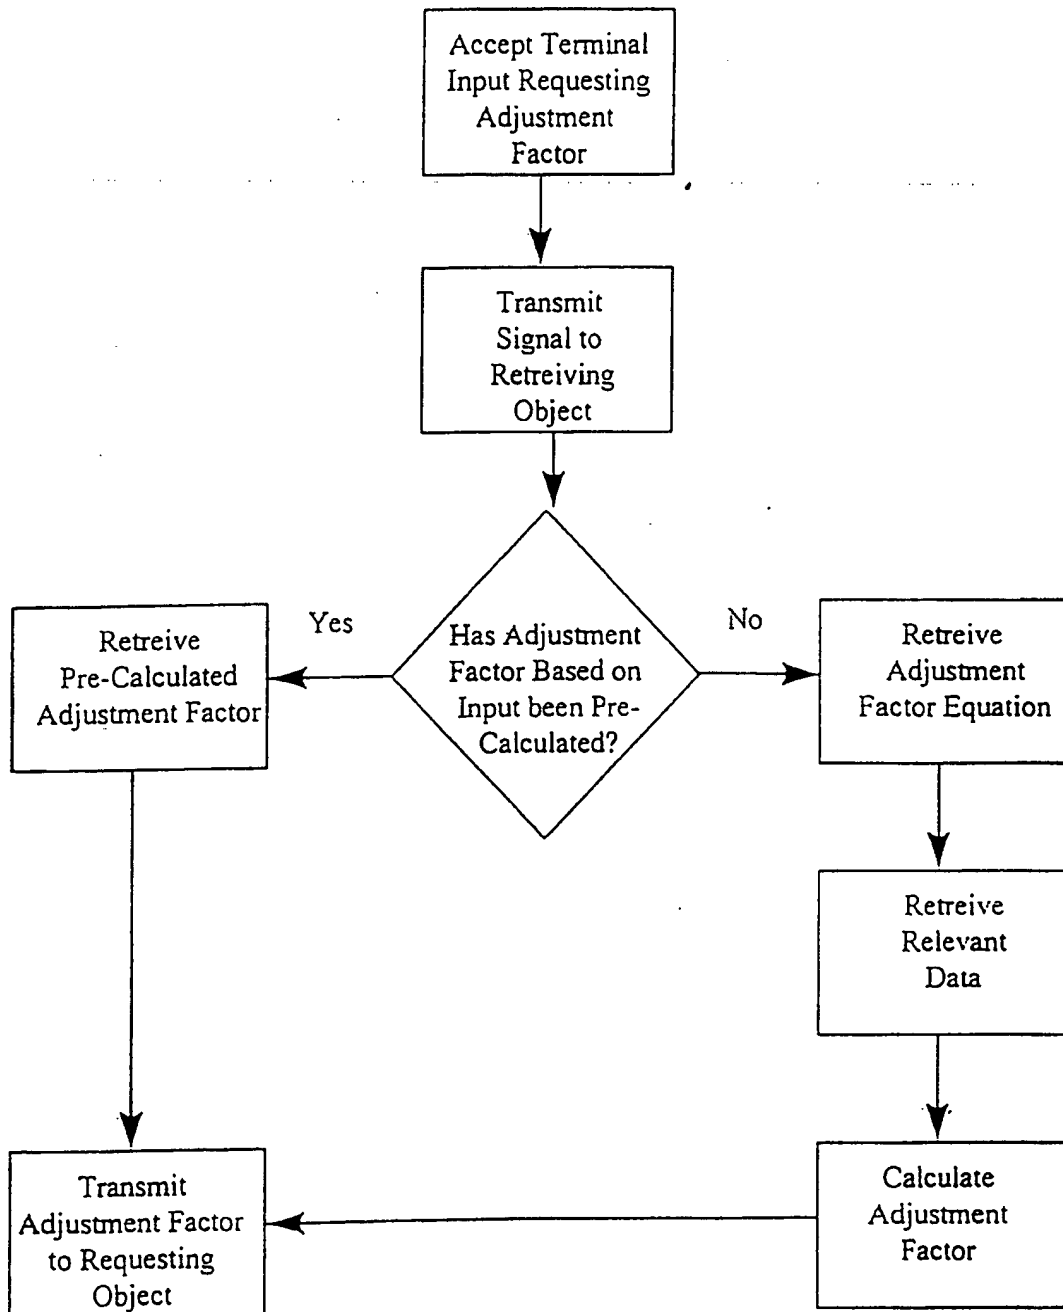 Accept Terminal
Input Requesting
Adjustment
Factor
Transmit
Signal to
Retreiving
Object
Has Adjustment
Factor Based on
Input been Pre-
Calculated?
Yes
No
Retreive
Pre-Calculated
Adjustment Factor
Retreive
Adjustment
Factor Equation
Retreive
Relevant
Data
Calculate
Adjustment
Factor
Transmit
Adjustment Factor
to Requesting
Object